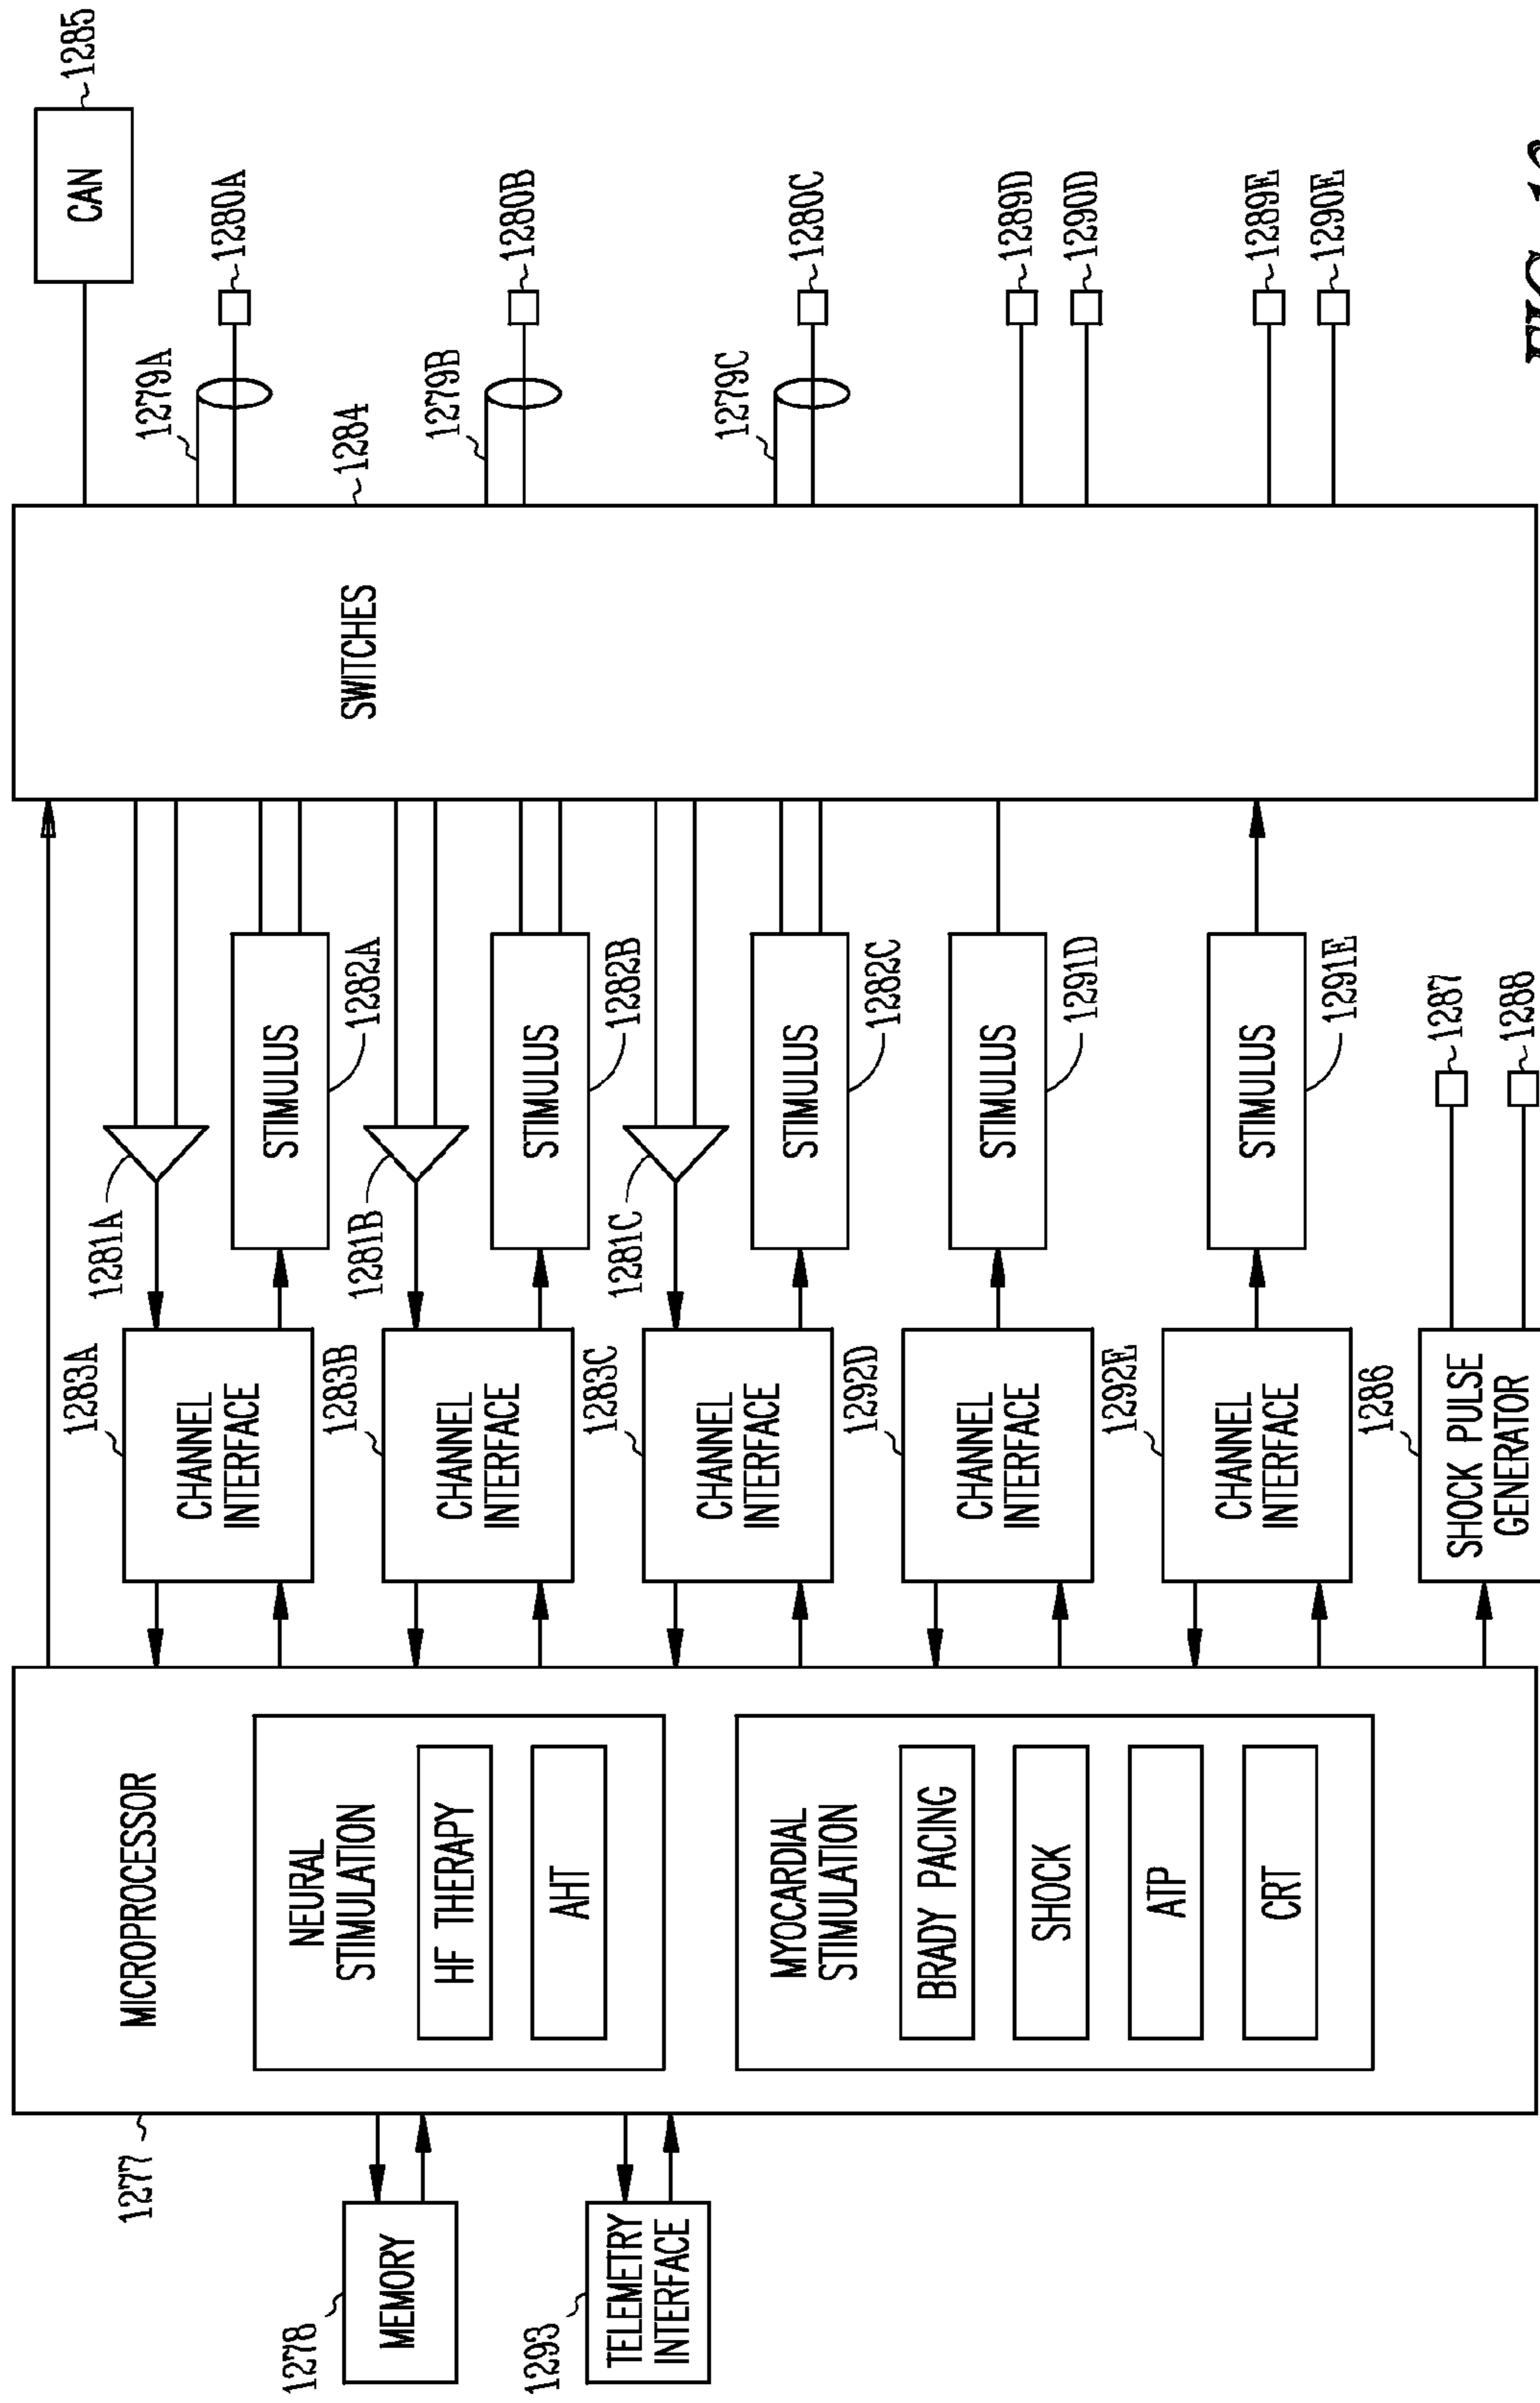 1277
MICROPROCESSOR
NEURAL
STIMULATION
HF THERAPY
AHT
MYOCARDIAL
STIMULATION
BRADY PACING
SHOCK
ATP
CRT
1278
MEMORY
1293
TELEMETRY
INTERFACE
1283A
CHANNEL
INTERFACE
1281A
STIMULUS
1282A
1283B
CHANNEL
INTERFACE
1281B
STIMULUS
1282B
1283C
CHANNEL
INTERFACE
1281C
STIMULUS
1282C
1292D
CHANNEL
INTERFACE
STIMULUS
1291D
1292E
CHANNEL
INTERFACE
STIMULUS
1291E
1286
SHOCK PULSE
GENERATOR
1287
1288
SWITCHES
1284
CAN
1285
1279A
1280A
1279B
1280B
1279C
1280C
1289D
1290D
1289E
1290E